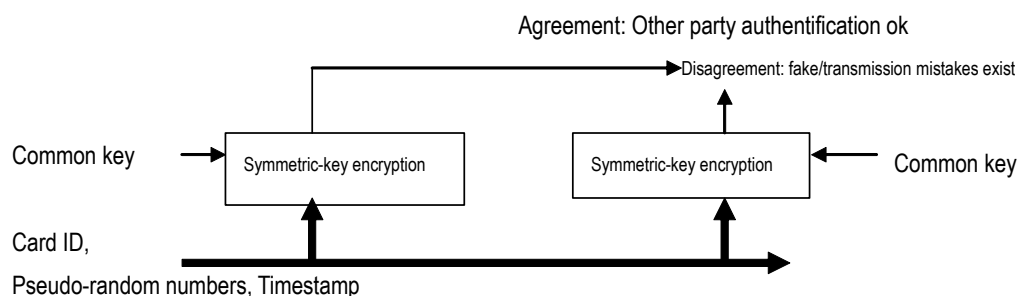 Agreement: Other party authentification ok
Disagreement: fake/transmission mistakes exist
Common key
Symmetric-key encryption
Symmetric-key encryption
Common key
Card ID,
Pseudo-random numbers, Timestamp